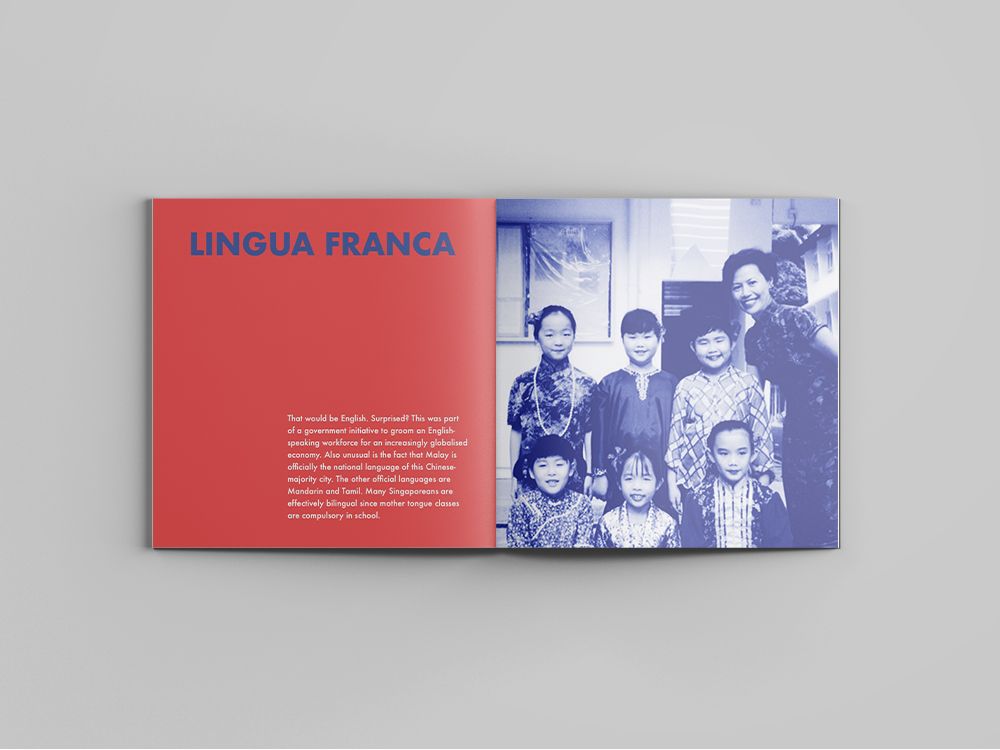 LINGUA FRANCA
That would be English. Surprised? This was part
of a government initiative to groom an English-
speaking workforce for an increasingly globalised
economy. Also unusual is the fact that Malay is
officially the national language of this Chinese-
majority city. The other official languages are
Mandarin and Tamil. Many Singaporeans are
effectively bilingual since mother tongue classes
are compulsory in school.